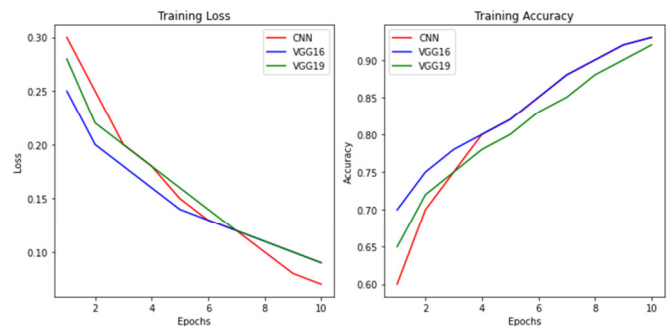 Training Loss
CNN
VGG16
VGG19
0.30
0.25
0.20
0.15
0.10
Loss
2
4
6
8
10
Epochs
Training Accuracy
CNN
VGG16
VGG19
0.90
0.85
0.80
0.75
0.70
0.65
0.60
Accuracy
2
4
6
8
10
Epochs